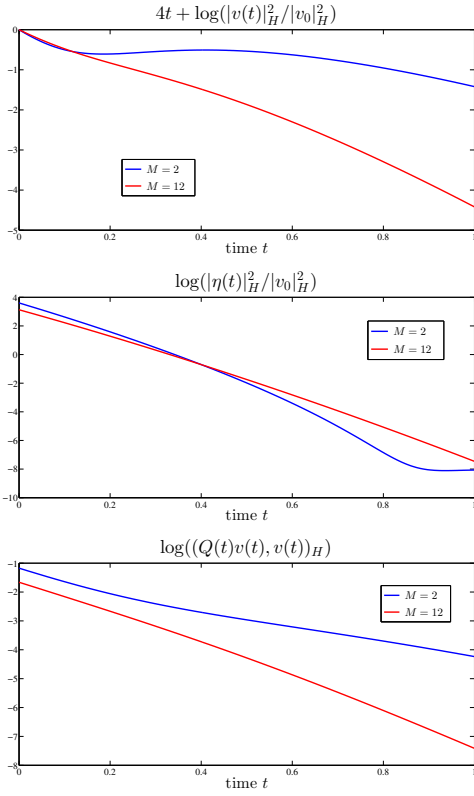 4t + log(|v(t)|²_H/|v₀|²_H)
0
-1
-2
-3
-4
-5
M = 2
M = 12
0 0.2 0.4 0.6 0.8 1
time t
log(|η(t)|²_H/|v₀|²_H)
4
2
0
-2
-4
-6
-8
-10
M = 2
M = 12
0 0.2 0.4 0.6 0.8 1
time t
log((Q(t)v(t), v(t))_H)
-1
-2
-3
-4
-5
-6
-7
-8
M = 2
M = 12
0 0.2 0.4 0.6 0.8 1
time t